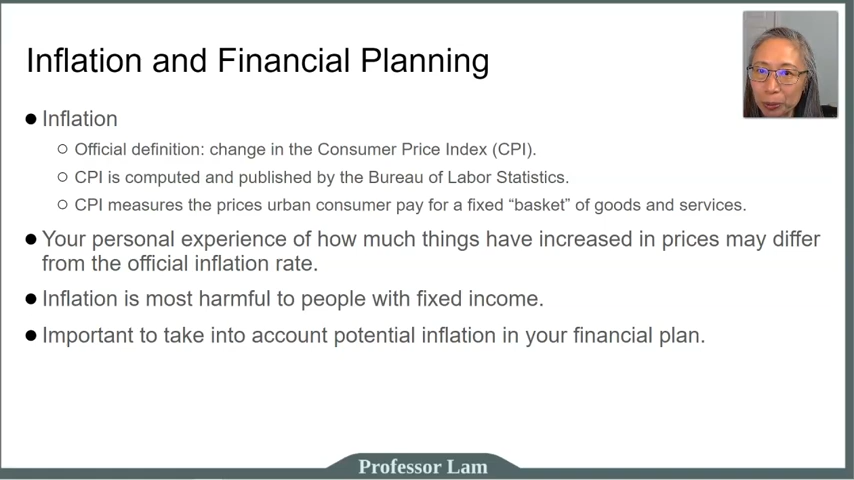 Inflation and Financial Planning
● Inflation
○ Official definition: change in the Consumer Price Index (CPI).
○ CPI is computed and published by the Bureau of Labor Statistics.
○ CPI measures the prices urban consumer pay for a fixed “basket” of goods and services.
● Your personal experience of how much things have increased in prices may differ
from the official inflation rate.
● Inflation is most harmful to people with fixed income.
● Important to take into account potential inflation in your financial plan.
Professor Lam